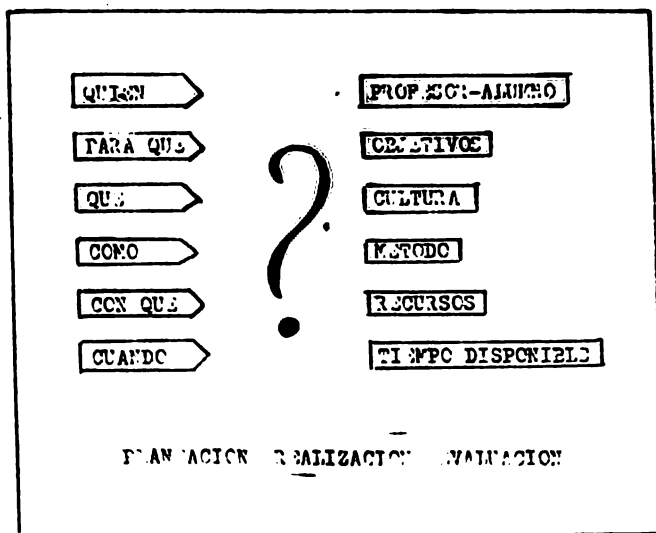 QUIEN PROFESOR-ALUMNO
PARA QUE OBJETIVOS
QUE ? CULTURA
COMO METODO
CON QUE RECURSOS
CUANDO TIEMPO DISPONIBLE
PLANEACION REALIZACION EVALUACION